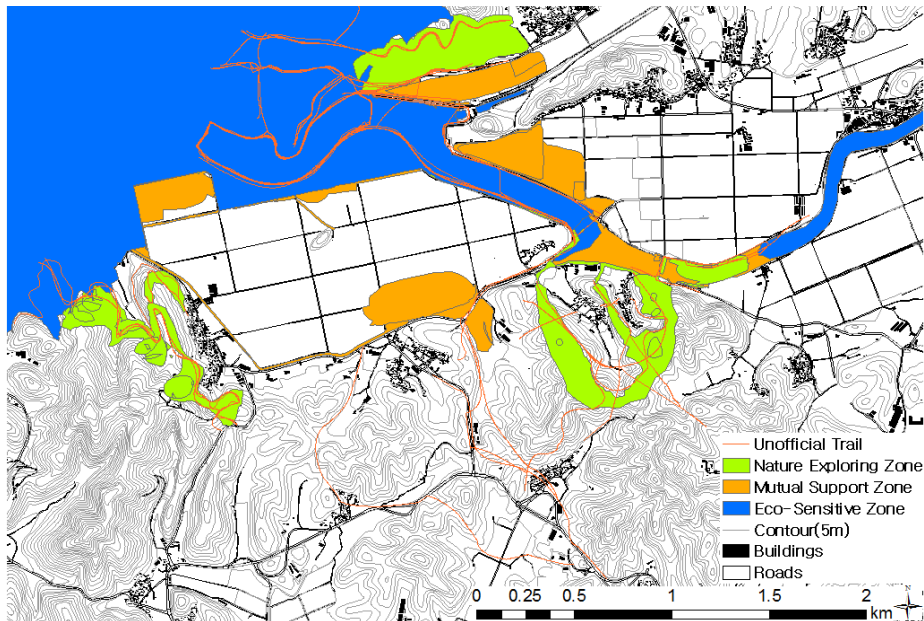 Unofficial Trail
Nature Exploring Zone
Mutual Support Zone
Eco-Sensitive Zone
Contour(5m)
Buildings
Roads
0 0.25 0.5 1 1.5 2
km
N